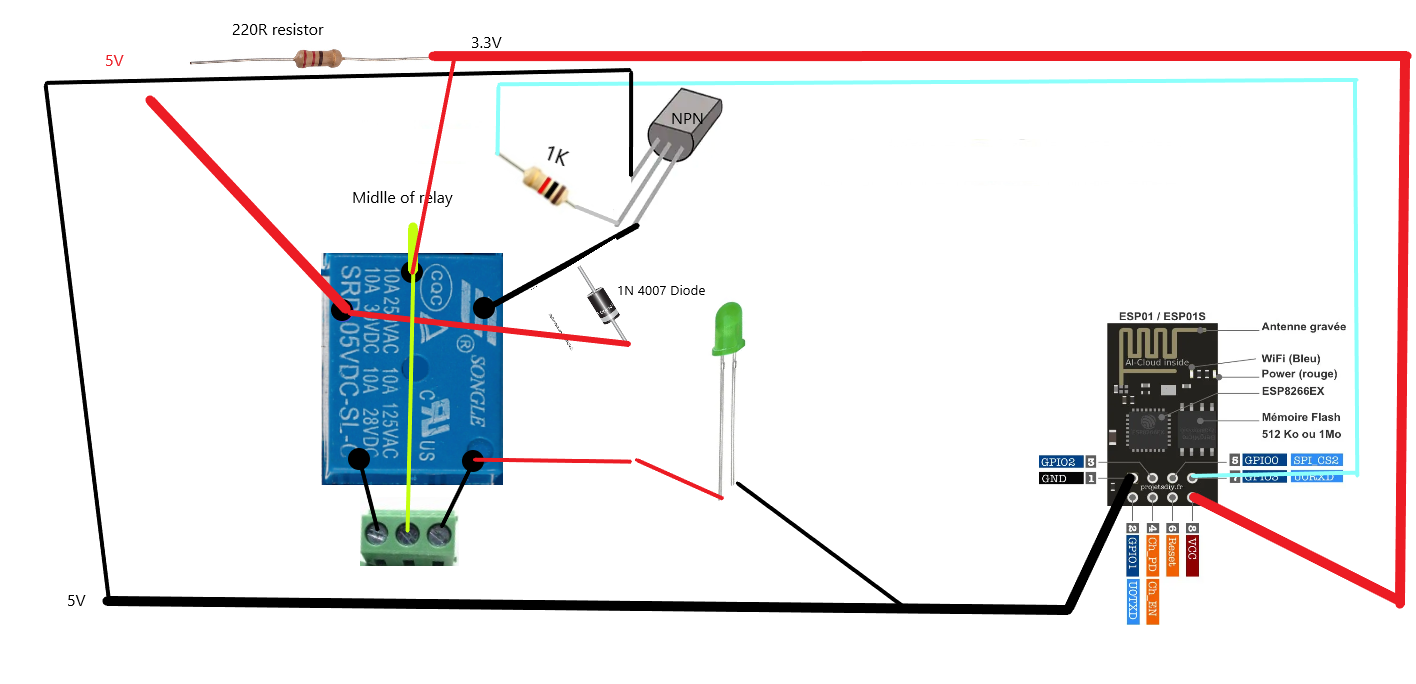 220R resistor
3.3V
5V
NPN
1K
Midlle of relay
1N 4007 Diode
CQC
10A 250VAC 10A 125VAC
10A 30VDC 10A 28VDC
SONGLE
®
C
US
ESP01 / ESP01S
Antenne gravée
AI-Cloud inside
WiFi (Bleu)
Power (rouge)
ESP8266EX
Mémoire Flash
512 Ko ou 1Mo
GPIO2 3
5 GPIO0 SPI_CS2
GND 1
7 GPIO3 U0RXD
projetsdiy.fr
2 4 6 8
GPIO1 Ch_PD Reset VCC
U0TXD Ch_EN
5V